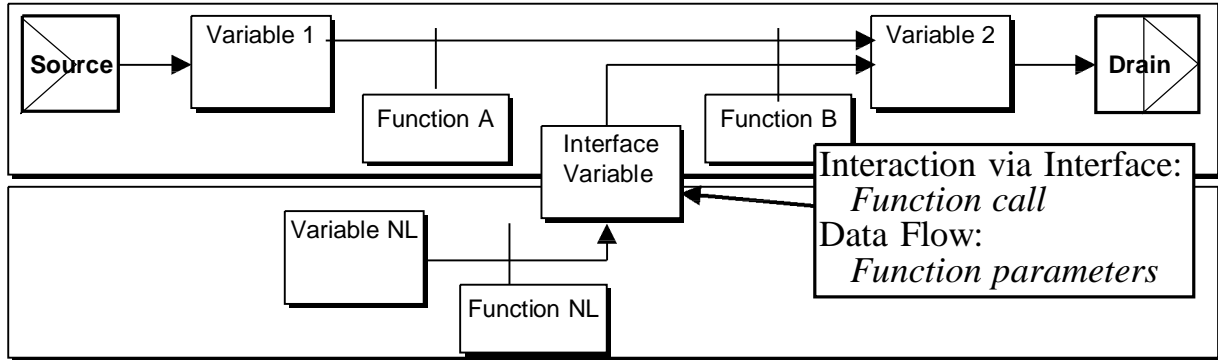 Source
Variable 1
Variable 2
Drain
Function A
Function B
Interface
Variable
Interaction via Interface:
Function call
Data Flow:
Function parameters
Variable NL
Function NL